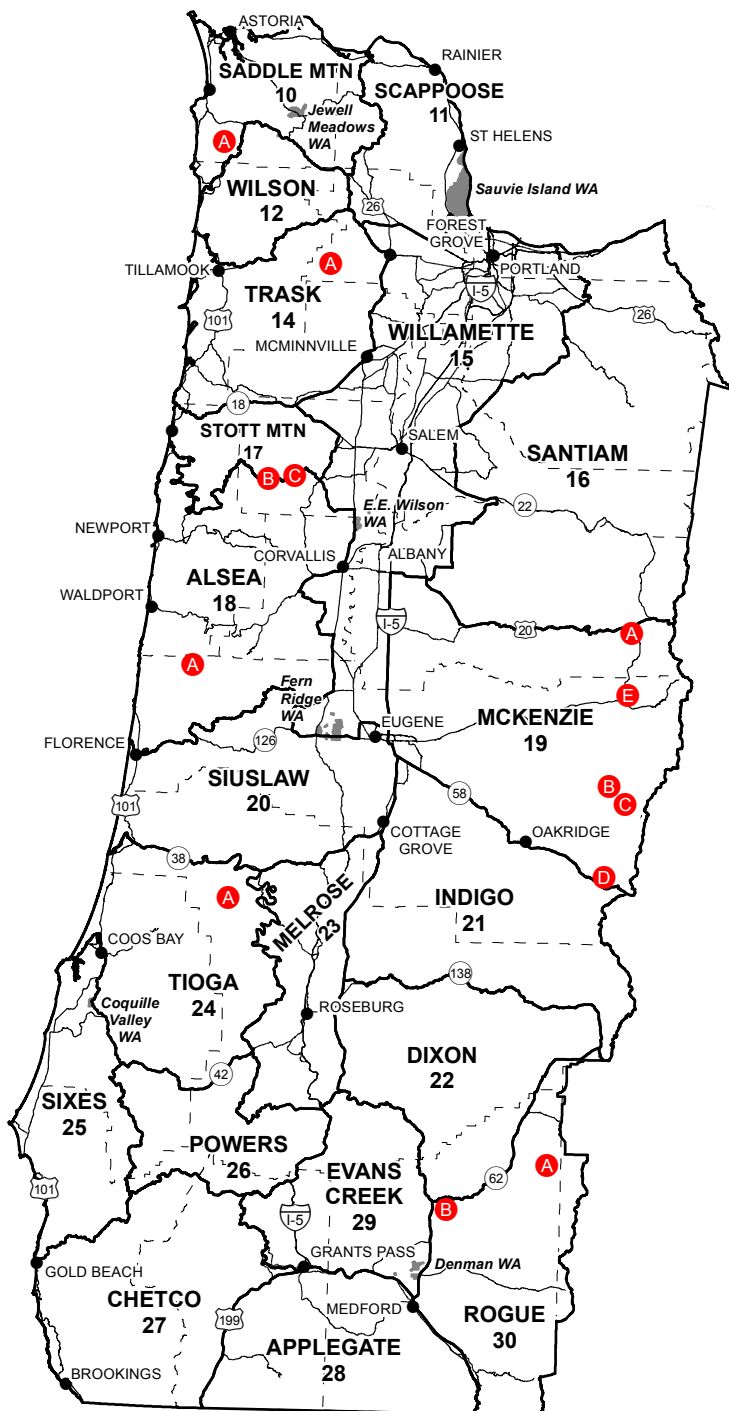 ASTORIA
RAINIER
SADDLE MTN
10
SCAPPOOSE
11
Jewell
Meadows
WA
ST HELENS
A
WILSON
12
Sauvie Island WA
26
FOREST
GROVE
TILLAMOOK
A
PORTLAND
I-5
TRASK
14
101
26
WILLAMETTE
15
MCMINNVILLE
18
STOTT MTN
17
SALEM
SANTIAM
16
B
C
E.E. Wilson
WA
22
NEWPORT
CORVALLIS
ALBANY
ALSEA
18
WALDPORT
I-5
20
A
A
Fern
Ridge
WA
E
MCKENZIE
19
EUGENE
FLORENCE
126
SIUSLAW
20
B
C
58
101
COTTAGE
GROVE
OAKRIDGE
38
D
A
INDIGO
21
MELROSE
23
COOS BAY
138
TIOGA
24
Coquille
Valley
WA
ROSEBURG
DIXON
22
42
SIXES
25
POWERS
26
EVANS
CREEK
29
A
62
101
I-5
B
GRANTS PASS
Denman WA
GOLD BEACH
CHETCO
27
MEDFORD
199
ROGUE
30
APPLEGATE
28
BROOKINGS